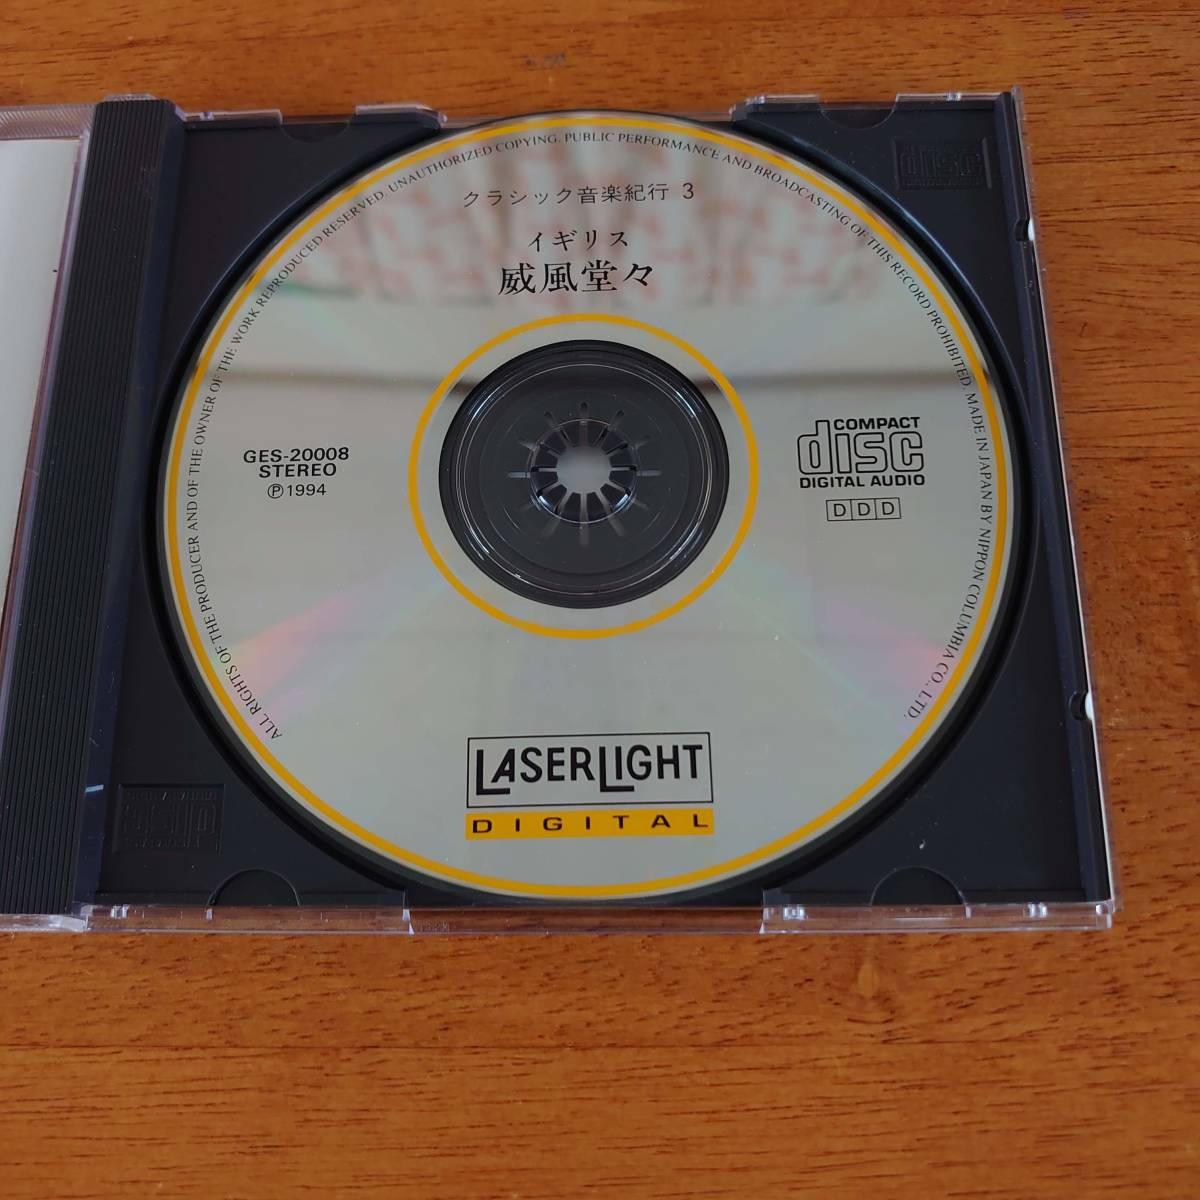 ALL RIGHTS OF THE PRODUCER AND OF THE OWNER OF THE WORK REPRODUCED RESERVED. UNAUTHORIZED COPYING. PUBLIC PERFORMANCE AND BROADCASTING OF THIS RECORD PROHIBITED. MADE IN JAPAN BY NIPPON COLUMBIA CO., LTD.
クラシック音楽紀行 3
イギリス
威風堂々
GES-20008
STEREO
Ⓟ1994
COMPACT
disc
DIGITAL AUDIO
DDD
LASERLIGHT
DIGITAL
disc